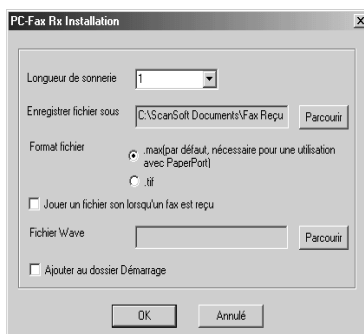 PC-Fax Rx Installation
Longueur de sonnerie 1
Enregistrer fichier sous C:\ScanSoft Documents\Fax Reçu Parcourir
Format fichier .max(par défaut, nécessaire pour une utilisation
avec PaperPort)
.tif
Jouer un fichier son lorsqu'un fax est reçu
Fichier Wave Parcourir
Ajouter au dossier Démarrage
OK Annulé